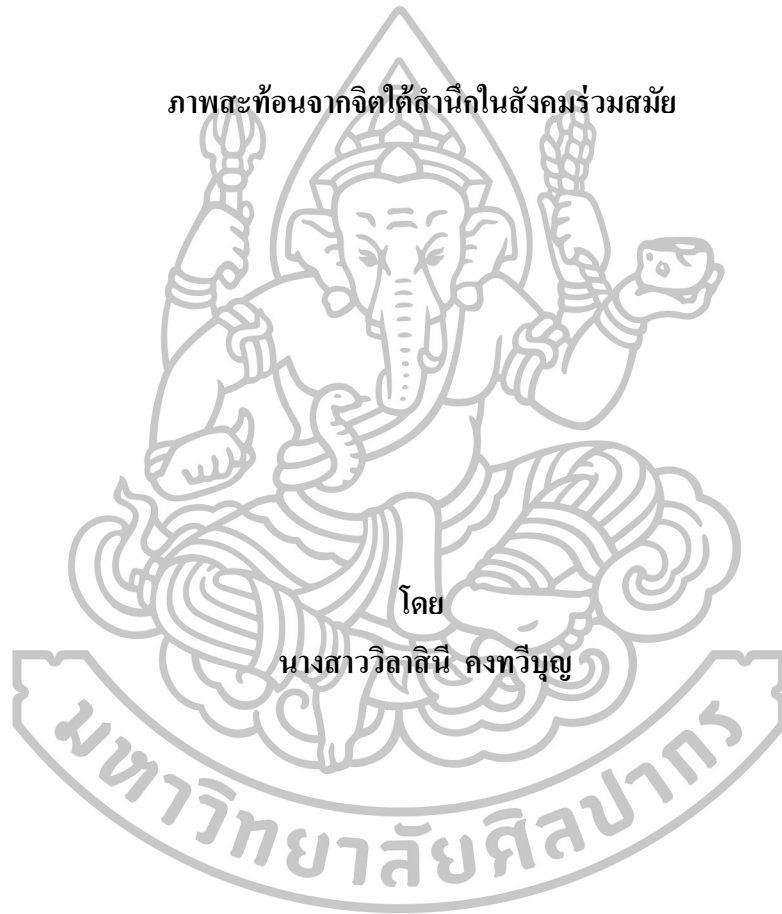 ภาพสะท้อนจากจิตใต้สำนึกในสังคมร่วมสมัย
โดย
นางสาววิลาสินี คงทวีบุญ
มหาวิทยาลัยศิลปากร